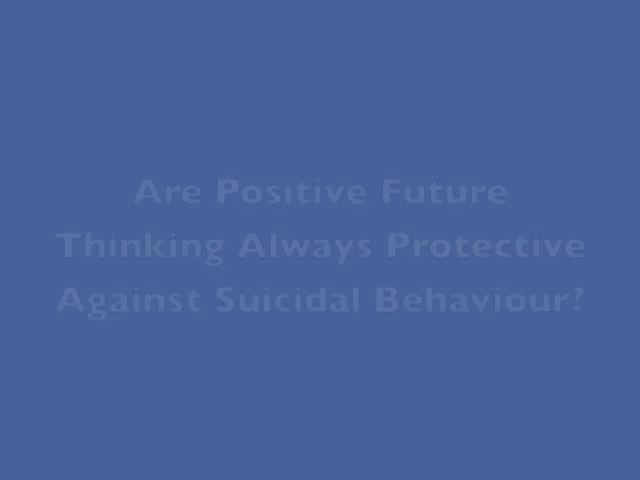 Are Positive Future
Thinking Always Protective
Against Suicidal Behaviour?